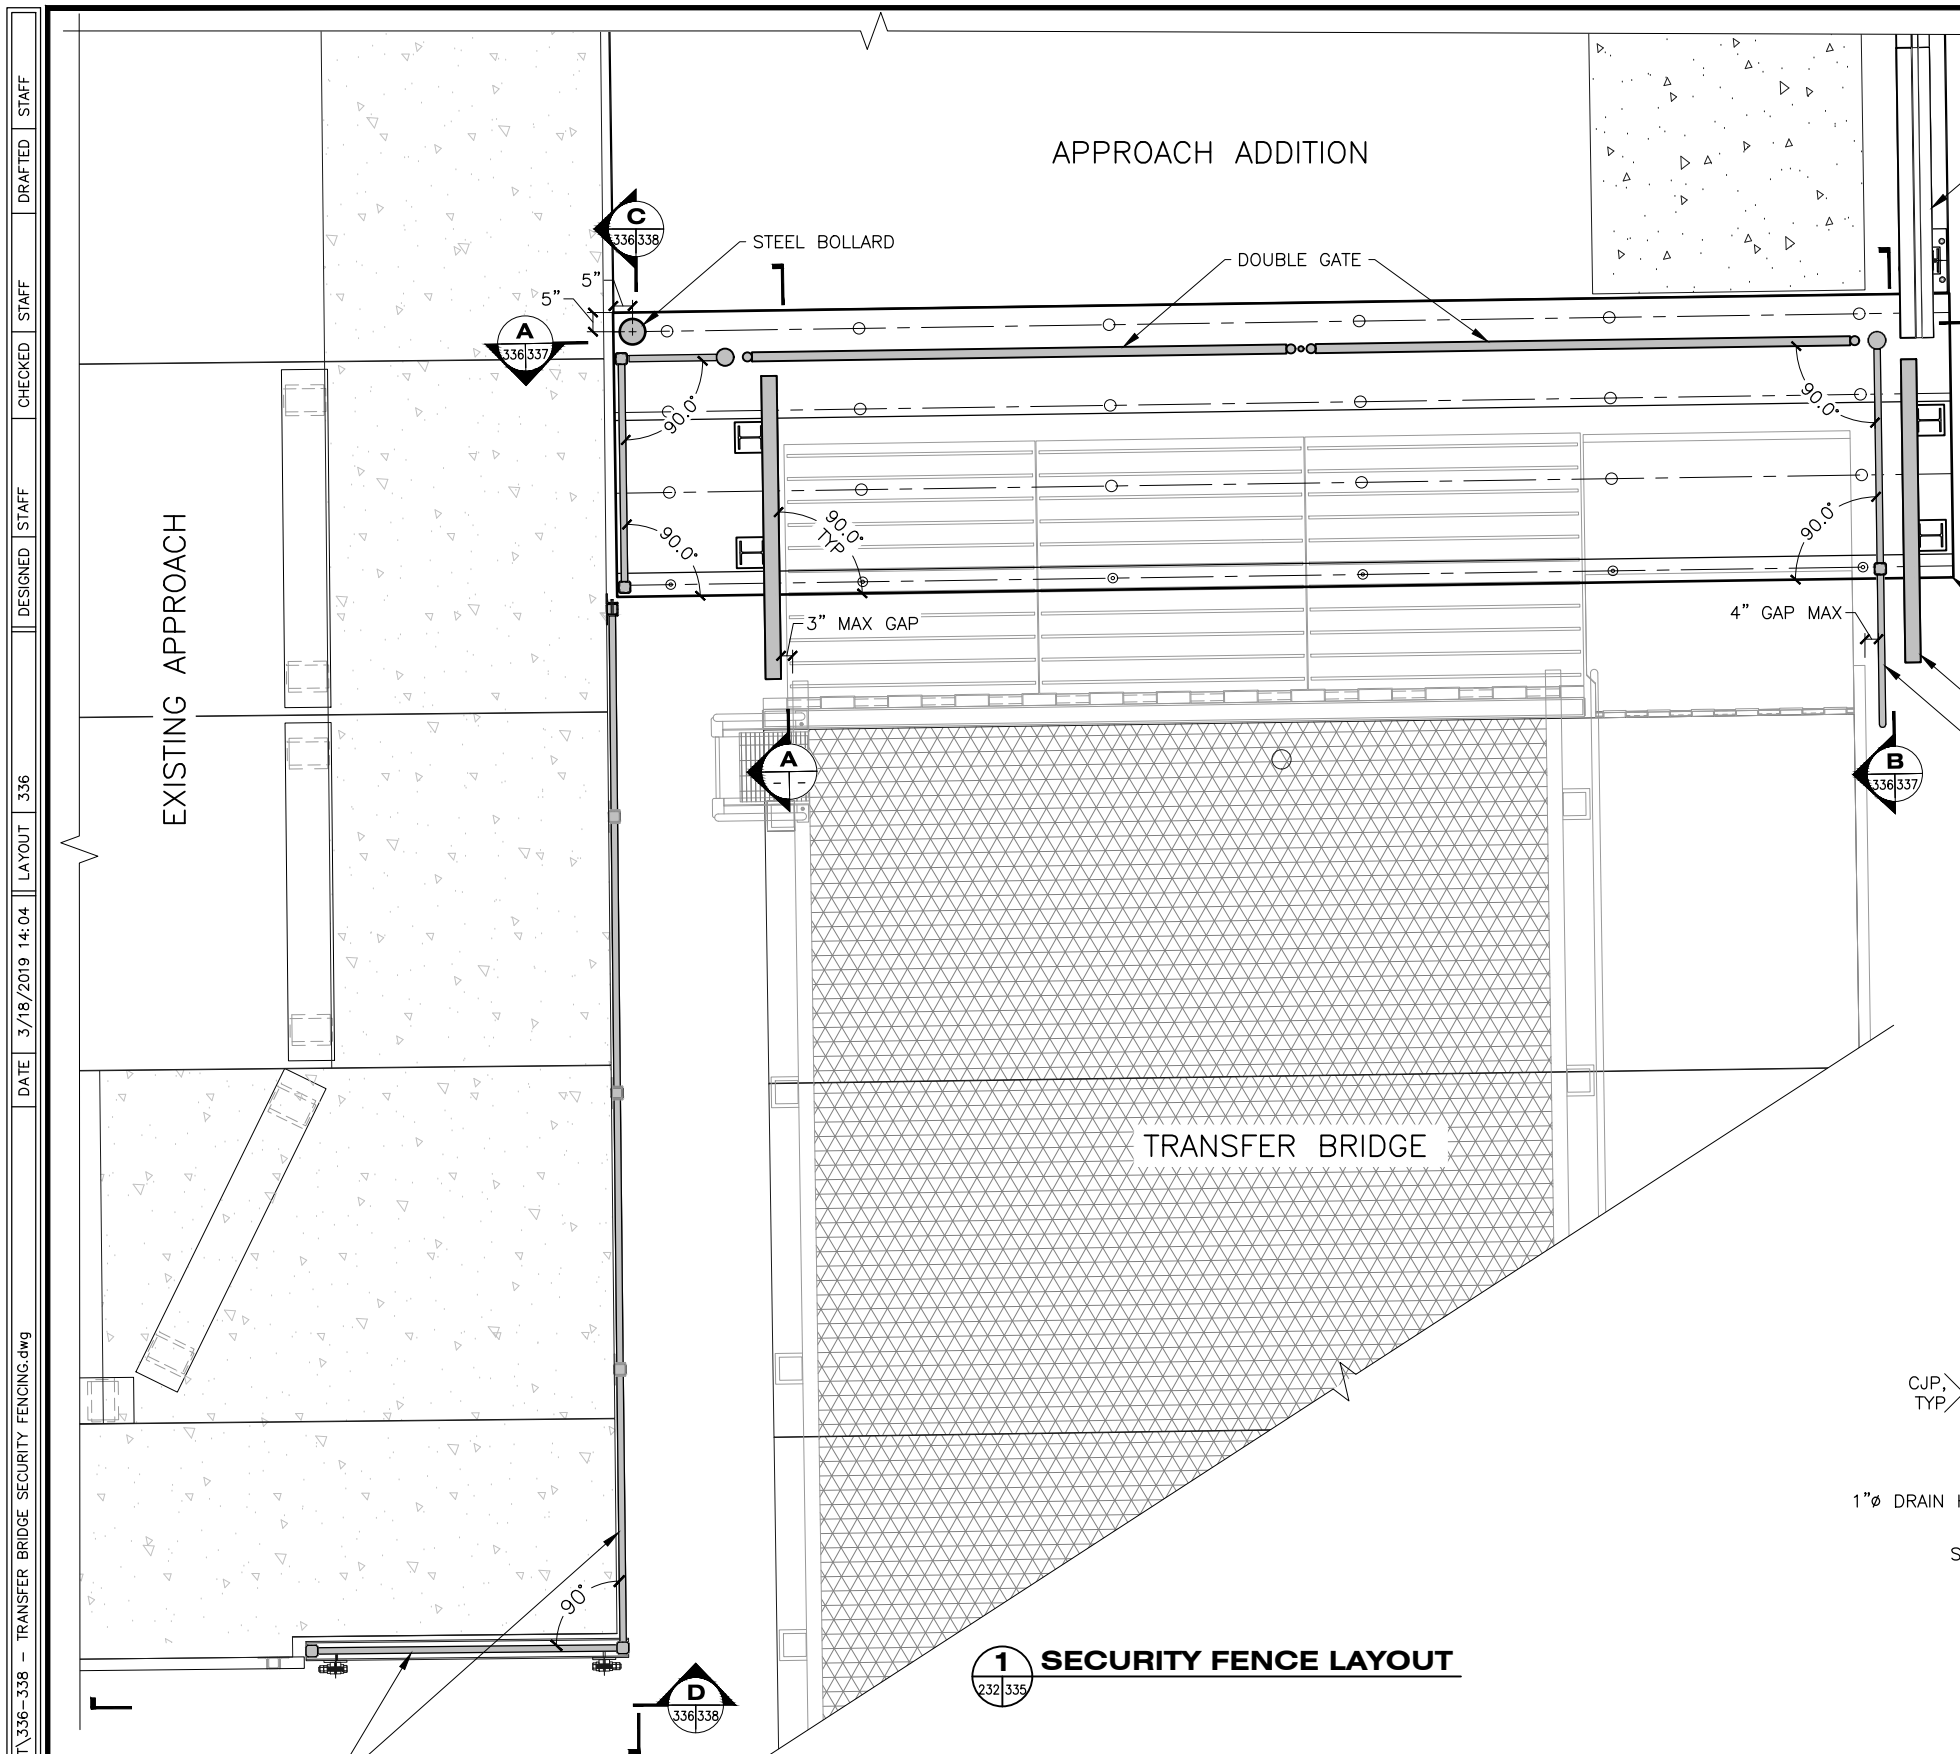 STAFF
DRAFTED
STAFF
CHECKED
STAFF
DESIGNED
336
LAYOUT
3/18/2019 14:04
DATE
T\336-338 - TRANSFER BRIDGE SECURITY FENCING.dwg
APPROACH ADDITION
C
336 338
STEEL BOLLARD
DOUBLE GATE
5"
5"
A
336 337
90.0°
90.0°
90.0°
90.0°
TYP
90.0°
EXISTING APPROACH
3" MAX GAP
4" GAP MAX
A
- -
B
336 337
TRANSFER BRIDGE
CJP,
TYP
1"ø DRAIN
90°
1
232 335
SECURITY FENCE LAYOUT
D
336 338